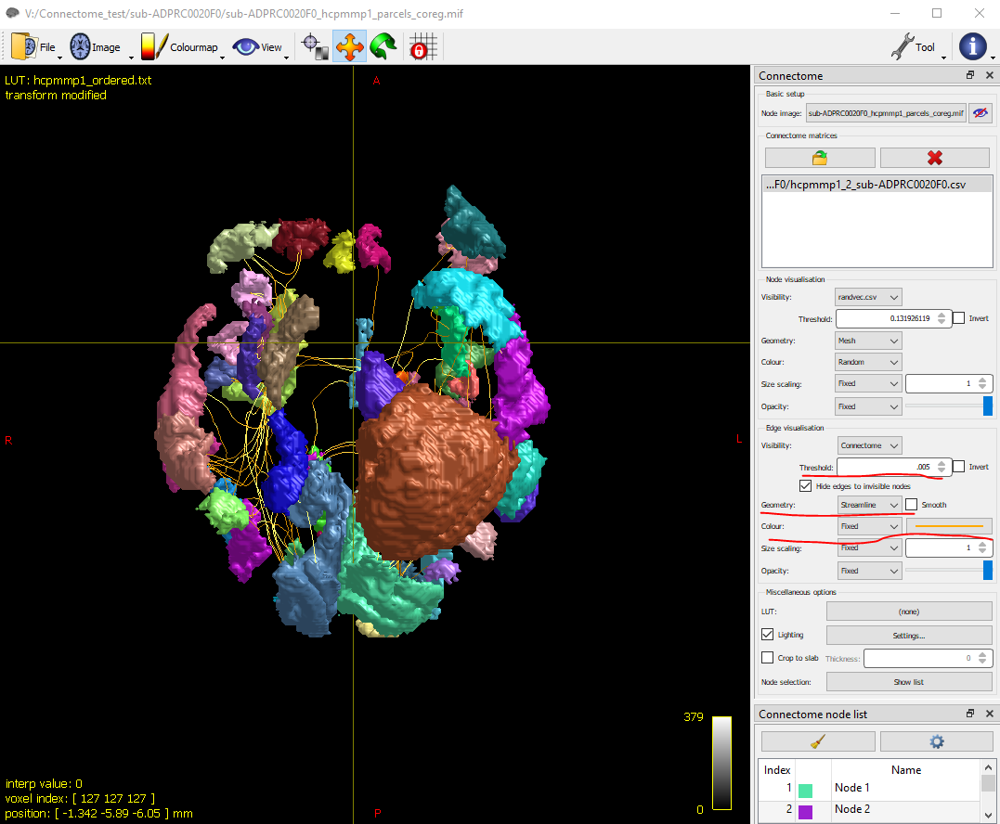 V:/Connectome_test/sub-ADPRC0020F0/sub-ADPRC0020F0_hcpmmp1_parcels_coreg.mif
File Image Colourmap View Tool
LUT: hcpmmp1_ordered.txt
transform modified
A
R
L
P
379
0
interp value: 0
voxel index: [ 127 127 127 ]
position: [ -1.342 -5.89 -6.05 ] mm
Connectome
Basic setup
Node image: sub-ADPRC0020F0_hcpmmp1_parcels_coreg.mif
Connectome matrices
...F0/hcpmmp1_2_sub-ADPRC0020F0.csv
Node visualisation
Visibility: randvec.csv
Threshold: 0.131926119 Invert
Geometry: Mesh
Colour: Random
Size scaling: Fixed 1
Opacity: Fixed
Edge visualisation
Visibility: Connectome
Threshold: .005 Invert
Hide edges to invisible nodes
Geometry: Streamline Smooth
Colour: Fixed
Size scaling: Fixed 1
Opacity: Fixed
Miscellaneous options
LUT: (none)
Lighting Settings...
Crop to slab Thickness: 0
Node selection: Show list
Connectome node list
Index Name
1 Node 1
2 Node 2